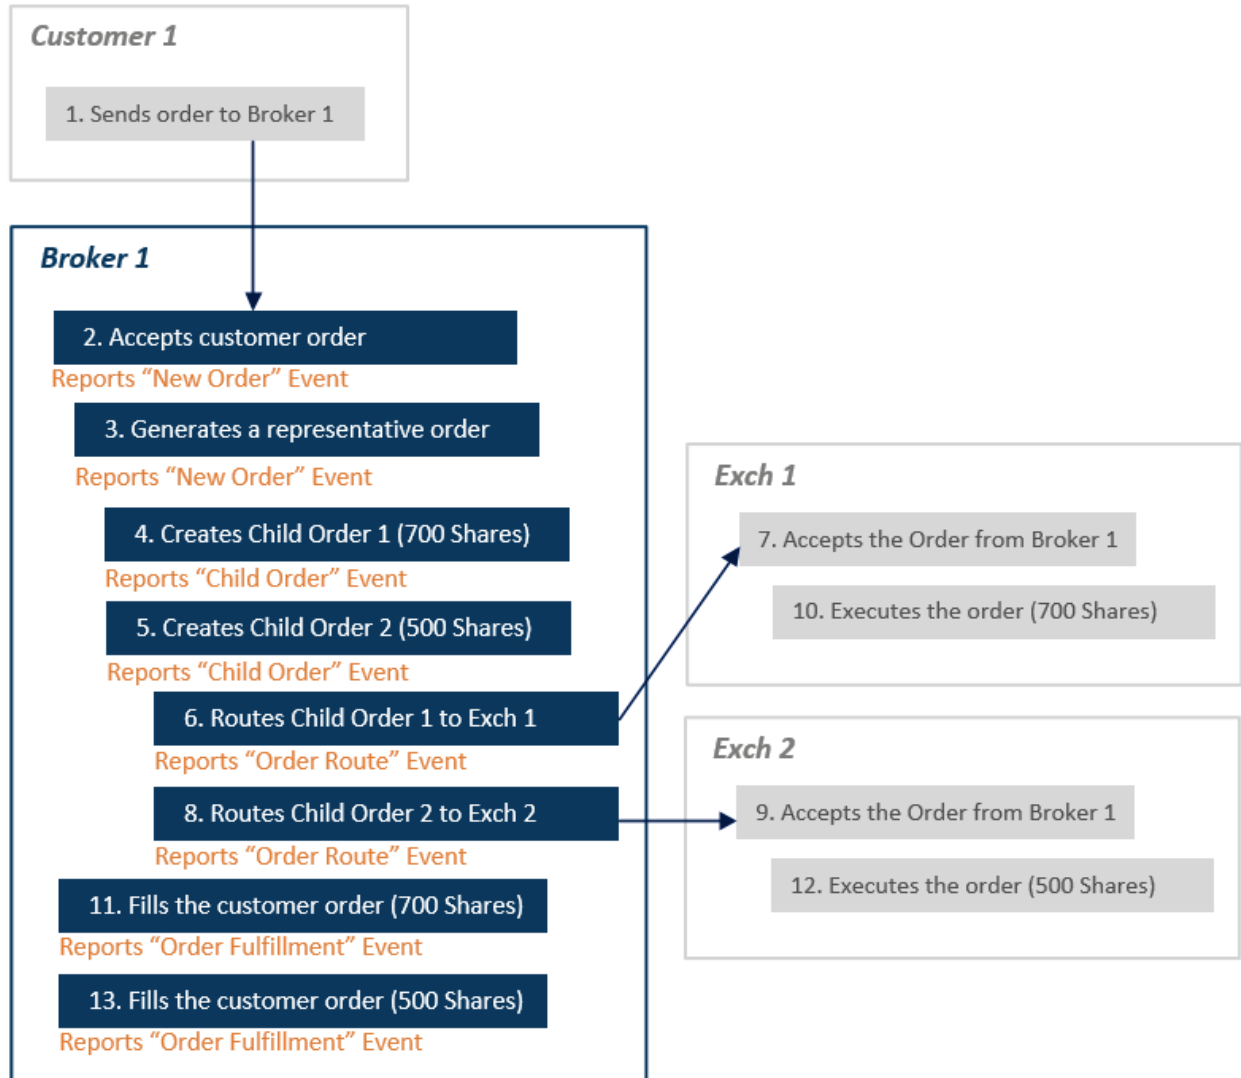 Customer 1
1. Sends order to Broker 1
Broker 1
2. Accepts customer order
Reports “New Order” Event
3. Generates a representative order
Reports “New Order” Event
4. Creates Child Order 1 (700 Shares)
Reports “Child Order” Event
5. Creates Child Order 2 (500 Shares)
Reports “Child Order” Event
6. Routes Child Order 1 to Exch 1
Reports “Order Route” Event
8. Routes Child Order 2 to Exch 2
Reports “Order Route” Event
11. Fills the customer order (700 Shares)
Reports “Order Fulfillment” Event
13. Fills the customer order (500 Shares)
Reports “Order Fulfillment” Event
Exch 1
7. Accepts the Order from Broker 1
10. Executes the order (700 Shares)
Exch 2
9. Accepts the Order from Broker 1
12. Executes the order (500 Shares)